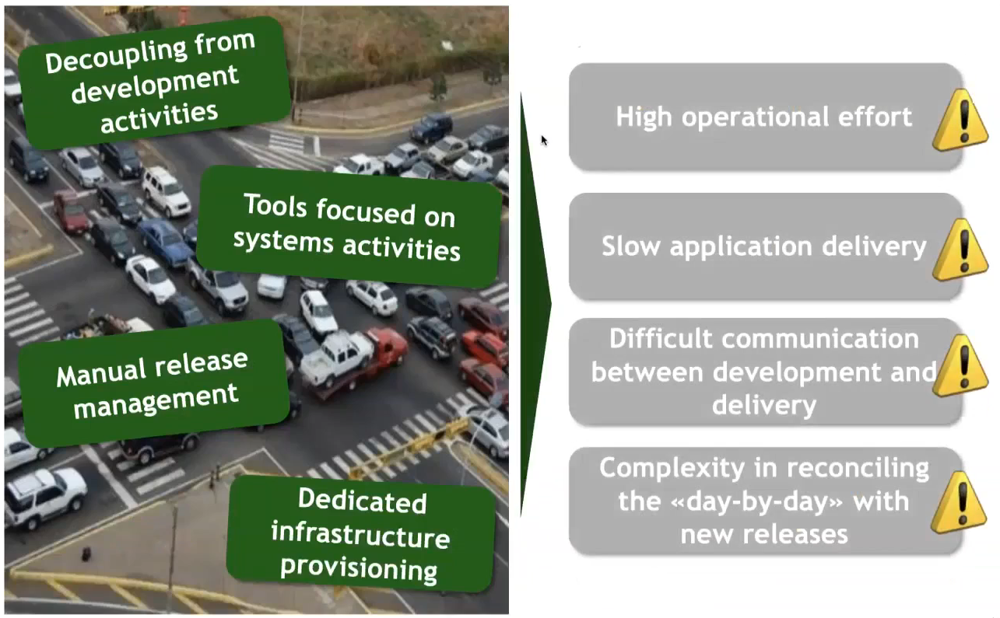 Decoupling from
development
activities
Tools focused on
systems activities
Manual release
management
Dedicated
infrastructure
provisioning
High operational effort
Slow application delivery
Difficult communication
between development and
delivery
Complexity in reconciling
the «day-by-day» with
new releases